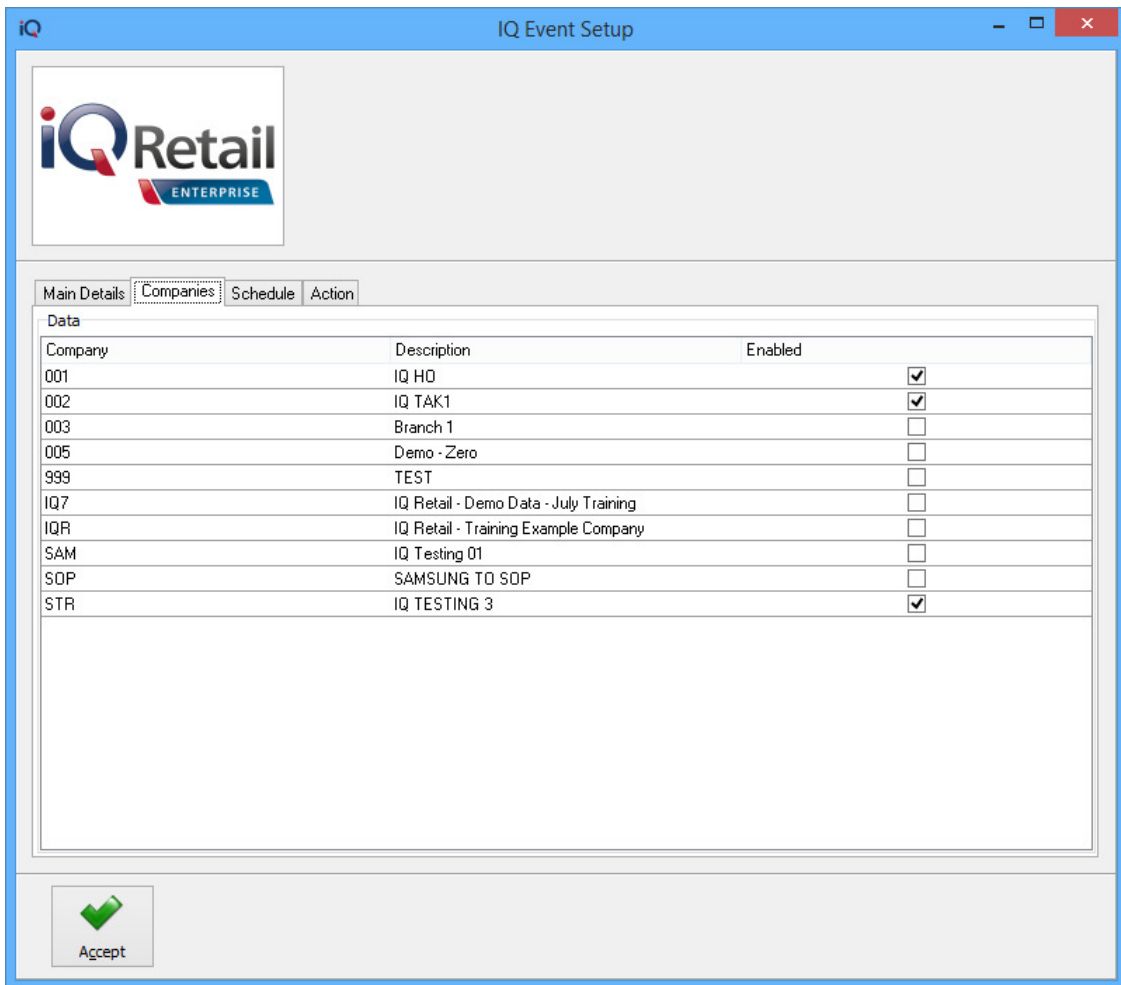 iQ IQ Event Setup
iQ Retail
ENTERPRISE
Main Details Companies Schedule Action
Data
Company Description Enabled
001 IQ HO
002 IQ TAK1
003 Branch 1
005 Demo - Zero
999 TEST
IQ7 IQ Retail - Demo Data - July Training
IQR IQ Retail - Training Example Company
SAM IQ Testing 01
SOP SAMSUNG TO SOP
STR IQ TESTING 3
Accept